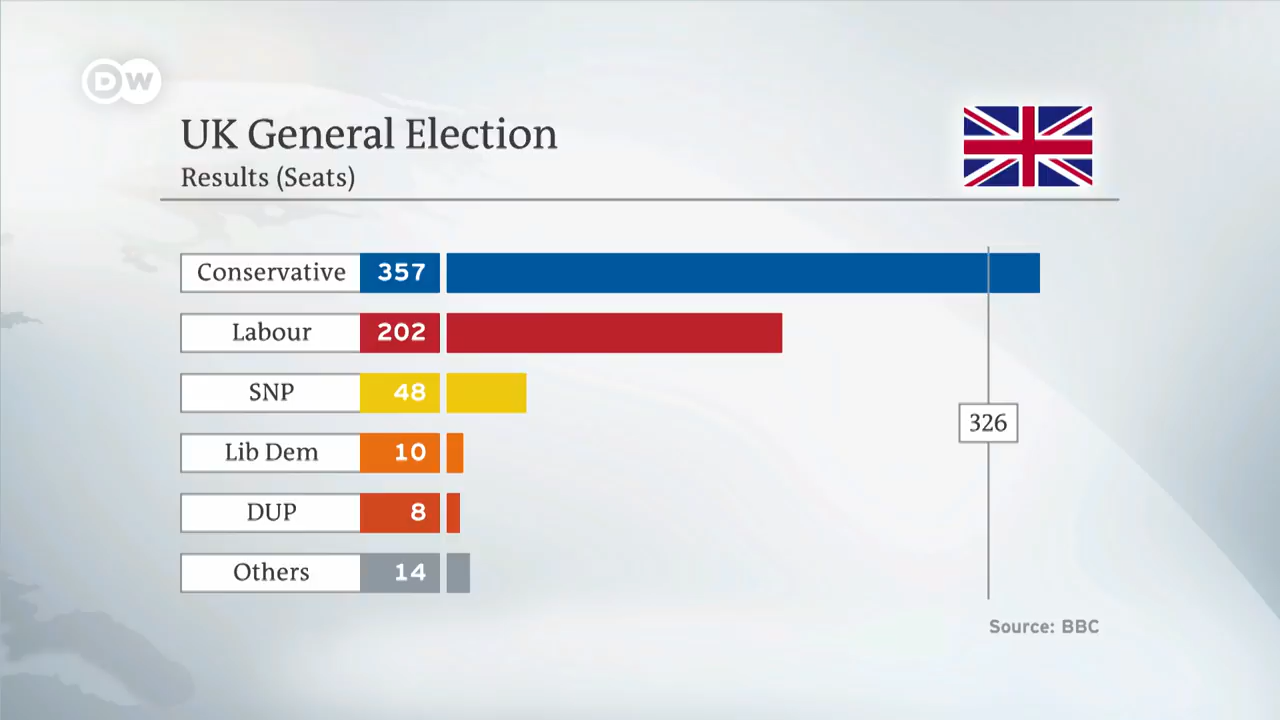 DW
UK General Election
Results (Seats)
Conservative 357
Labour 202
SNP 48
326
Lib Dem 10
DUP 8
Others 14
Source: BBC